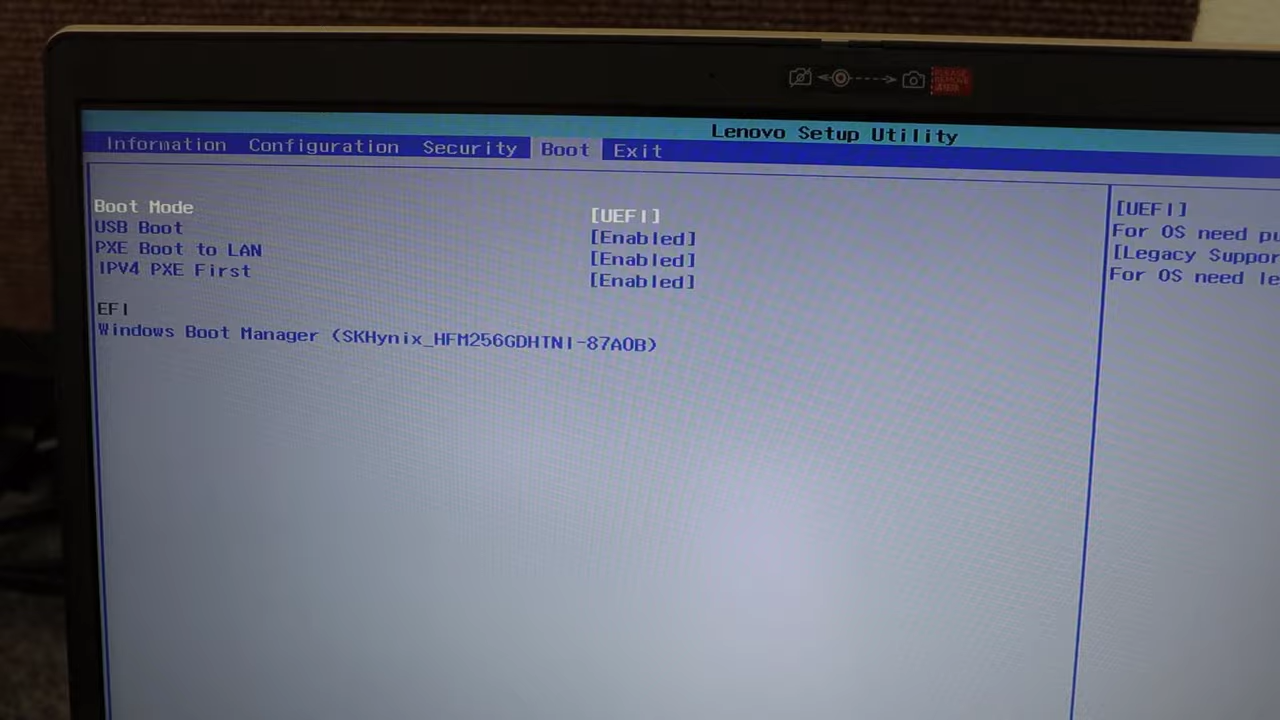 Lenovo Setup Utility
Information Configuration Security Boot Exit
Boot Mode [UEFI]
USB Boot [Enabled]
PXE Boot to LAN [Enabled]
IPV4 PXE First [Enabled]
EFI
Windows Boot Manager (SKHynix_HFM256GDHTNI-87A0B)
[UEFI]
For OS need pu
[Legacy Suppor
For OS need le